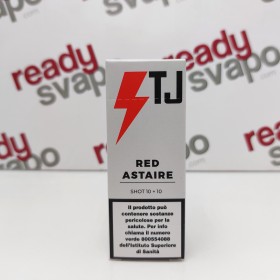 ready
svapo
ready
svapo
TJ
RED
ASTAIRE
SHOT 10 + 10
Il prodotto può
contenere sostanze
pericolose per la
salute. Per info
chiama il numero
verde 800554088
dell'Istituto Superiore
di Sanità